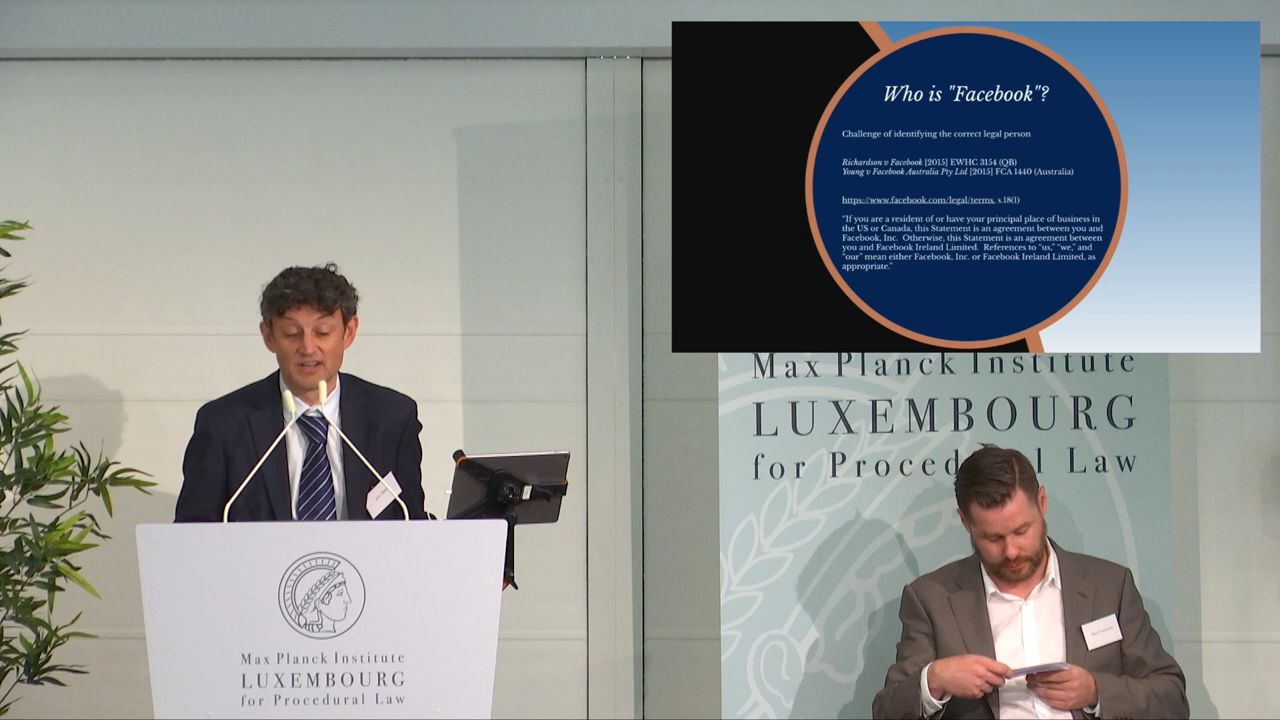 Who is "Facebook"?
Challenge of identifying the correct legal person
Richardson v Facebook [2015] EWHC 3154 (QB)
Young v Facebook Australia Pty Ltd [2015] FCA 1440 (Australia)
https://www.facebook.com/legal/terms, s.18(1)
"If you are a resident of or have your principal place of business in
the US or Canada, this Statement is an agreement between you and
Facebook, Inc. Otherwise, this Statement is an agreement between
you and Facebook Ireland Limited. References to "us," "we," and
"our" mean either Facebook, Inc. or Facebook Ireland Limited, as
appropriate."
Max Planck Institute
LUXEMBOURG
for Proced l Law
Max Planck Institute
LUXEMBOURG
for Procedural Law